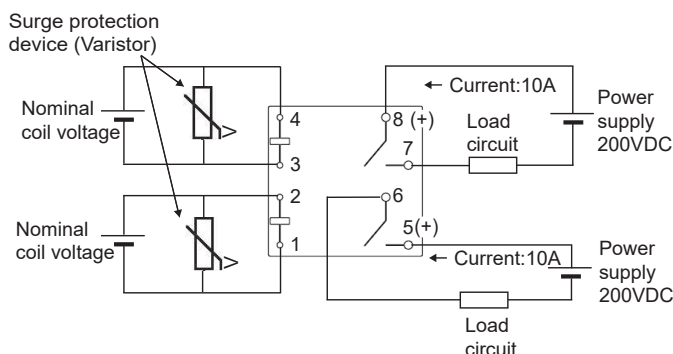 Surge protection
device (Varistor)
Nominal
coil voltage
V
4
3
8 (+)
7
← Current:10A
Load
circuit
Power
supply
200VDC
Nominal
coil voltage
V
2
1
6
5(+)
← Current:10A
Load
circuit
Power
supply
200VDC